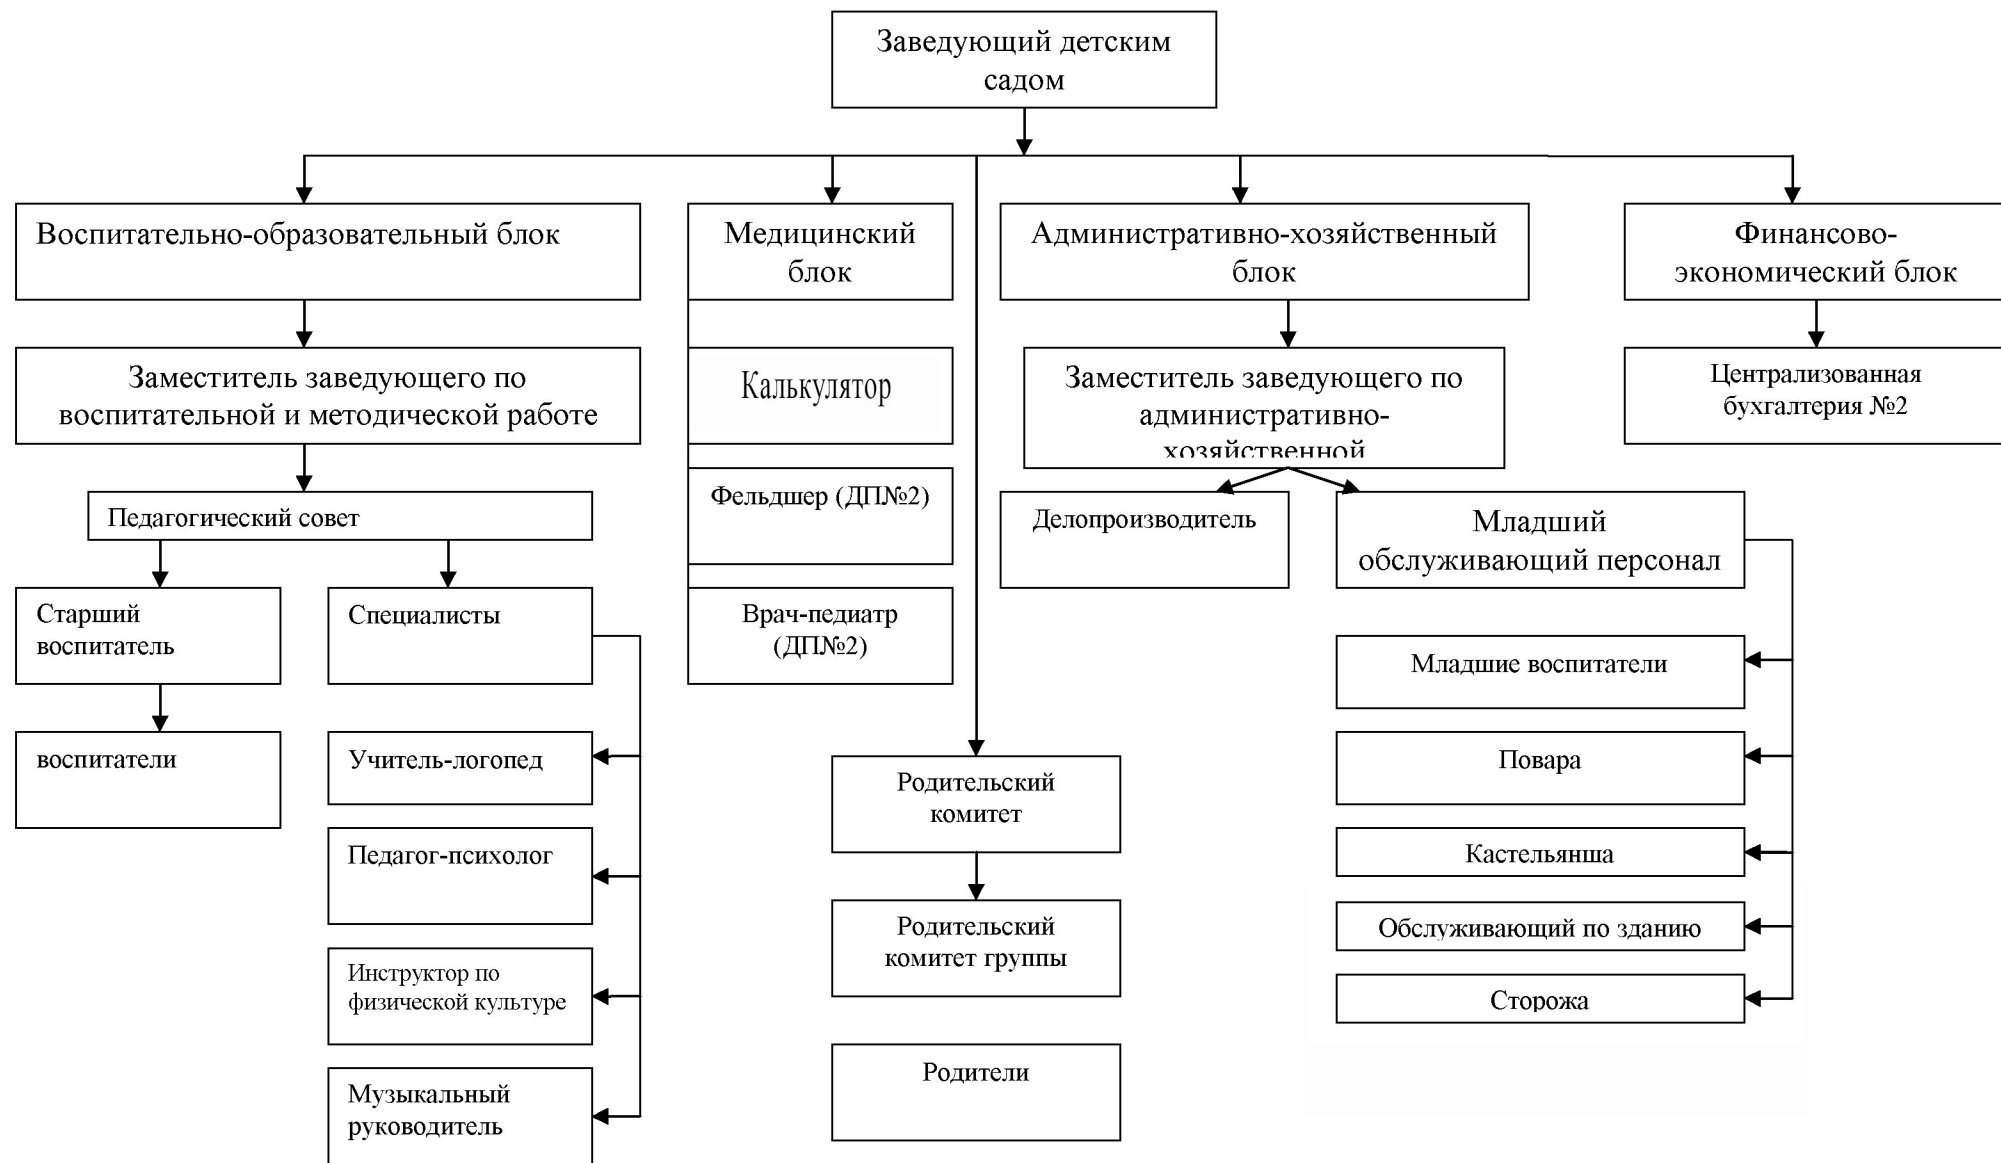 Заведующий детским
садом
Воспитательно-образовательный блок
Медицинский
блок
Административно-хозяйственный
блок
Финансово-
экономический блок
Заместитель заведующего по
воспитательной и методической работе
Калькулятор
Заместитель заведующего по
административно-
хозяйственной
Централизованная
бухгалтерия №2
Педагогический совет
Фельдшер (ДП№2)
Делопроизводитель
Младший
обслуживающий персонал
Старший
воспитатель
Специалисты
Врач-педиатр
(ДП№2)
Младшие воспитатели
воспитатели
Учитель-логопед
Родительский
комитет
Повара
Педагог-психолог
Кастельянша
Родительский
комитет группы
Обслуживающий по зданию
Инструктор по
физической культуре
Сторожа
Родители
Музыкальный
руководитель